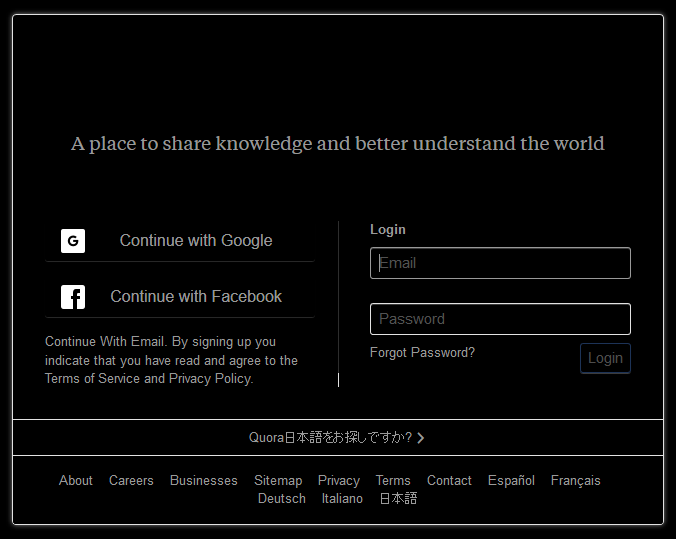 A place to share knowledge and better understand the world
G Continue with Google
f Continue with Facebook
Continue With Email. By signing up you
indicate that you have read and agree to the
Terms of Service and Privacy Policy.
Login
Email
Password
Forgot Password?
Login
Quora日本語をお探しですか?
About Careers Businesses Sitemap Privacy Terms Contact Español Français
Deutsch Italiano 日本語